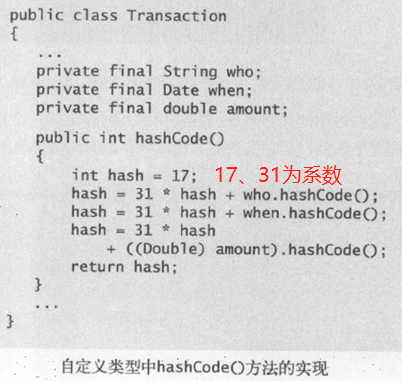 public class Transaction
{
...
private final String who;
private final Date when;
private final double amount;
public int hashCode()
{
int hash = 17; 17、31为系数
hash = 31 * hash + who.hashCode();
hash = 31 * hash + when.hashCode();
hash = 31 * hash
+ ((Double) amount).hashCode();
return hash;
}
...
}
自定义类型中hashCode()方法的实现